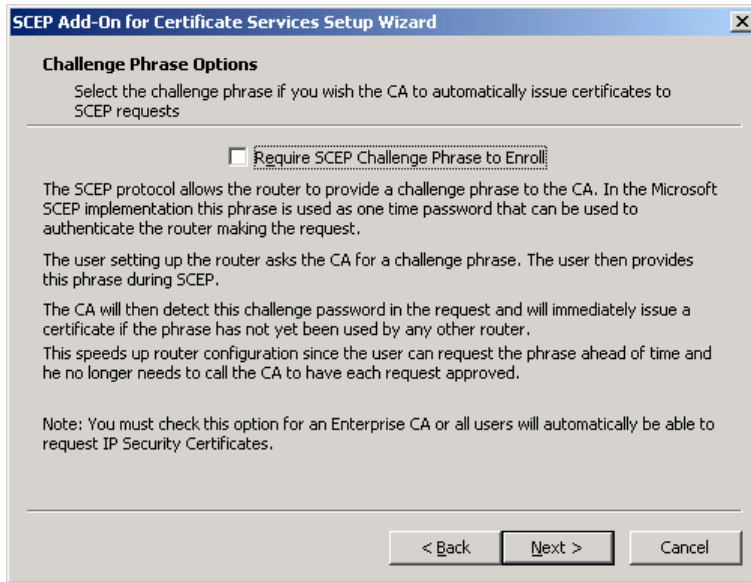 SCEP Add-On for Certificate Services Setup Wizard
Challenge Phrase Options
Select the challenge phrase if you wish the CA to automatically issue certificates to
SCEP requests
Require SCEP Challenge Phrase to Enroll
The SCEP protocol allows the router to provide a challenge phrase to the CA. In the Microsoft
SCEP implementation this phrase is used as one time password that can be used to
authenticate the router making the request.
The user setting up the router asks the CA for a challenge phrase. The user then provides
this phrase during SCEP.
The CA will then detect this challenge password in the request and will immediately issue a
certificate if the phrase has not yet been used by any other router.
This speeds up router configuration since the user can request the phrase ahead of time and
he no longer needs to call the CA to have each request approved.
Note: You must check this option for an Enterprise CA or all users will automatically be able to
request IP Security Certificates.
< Back Next > Cancel